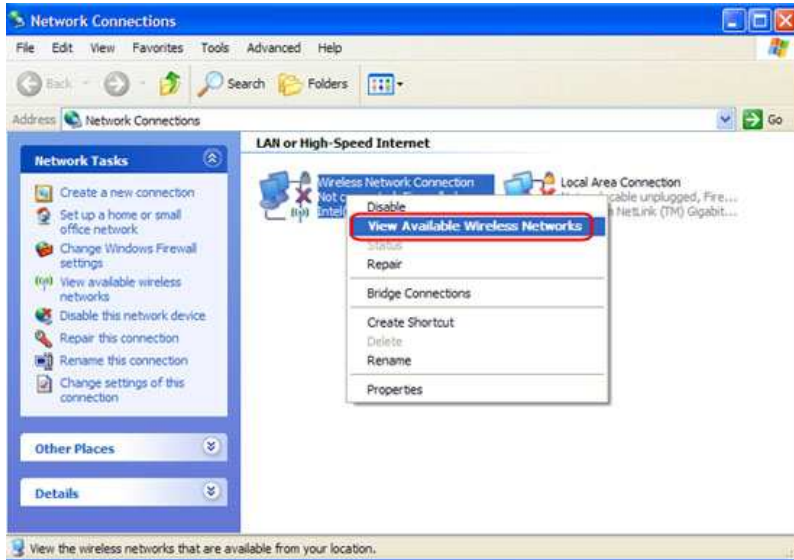 Network Connections
File Edit View Favorites Tools Advanced Help
Back Search Folders
Address Network Connections Go
Network Tasks
Create a new connection
Set up a home or small
office network
Change Windows Firewall
settings
View available wireless
networks
Disable this network device
Repair this connection
Rename this connection
Change settings of this
connection
Other Places
Details
LAN or High-Speed Internet
Wireless Network Connection
Not
Intel(
Local Area Connection
cable unplugged, Fire...
NetLink (TM) Gigabit...
Disable
View Available Wireless Networks
Status
Repair
Bridge Connections
Create Shortcut
Delete
Rename
Properties
View the wireless networks that are available from your location.